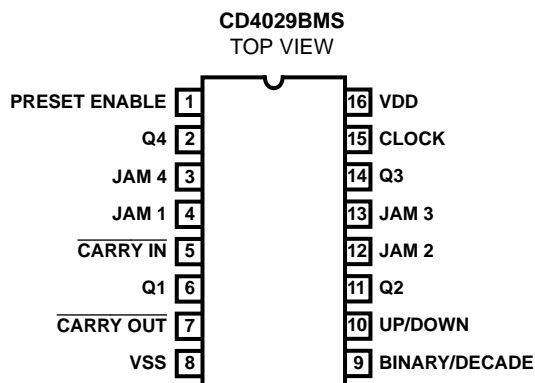 CD4029BMS
TOP VIEW
PRESET ENABLE 1 16 VDD
Q4 2 15 CLOCK
JAM 4 3 14 Q3
JAM 1 4 13 JAM 3
CARRY IN 5 12 JAM 2
Q1 6 11 Q2
CARRY OUT 7 10 UP/DOWN
VSS 8 9 BINARY/DECADE